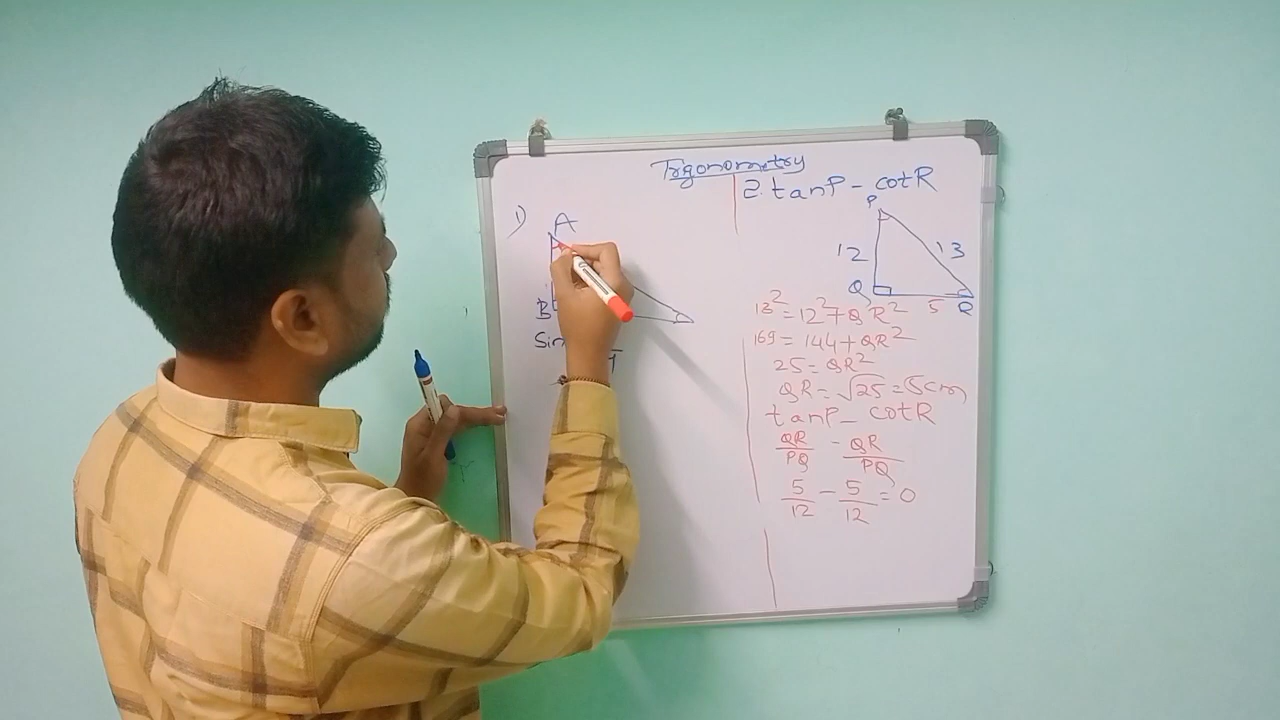 Trgonometry
1)
A
B
Sin
2. tanP - cotR
P
12
13
Q
5
R
13² = 12² + QR²
169 = 144 + QR²
25 = QR²
QR = √25 = 5cm
tanP - cotR
QR/PQ - QR/PQ
5/12 - 5/12 = 0